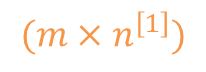 (m × n^[1])